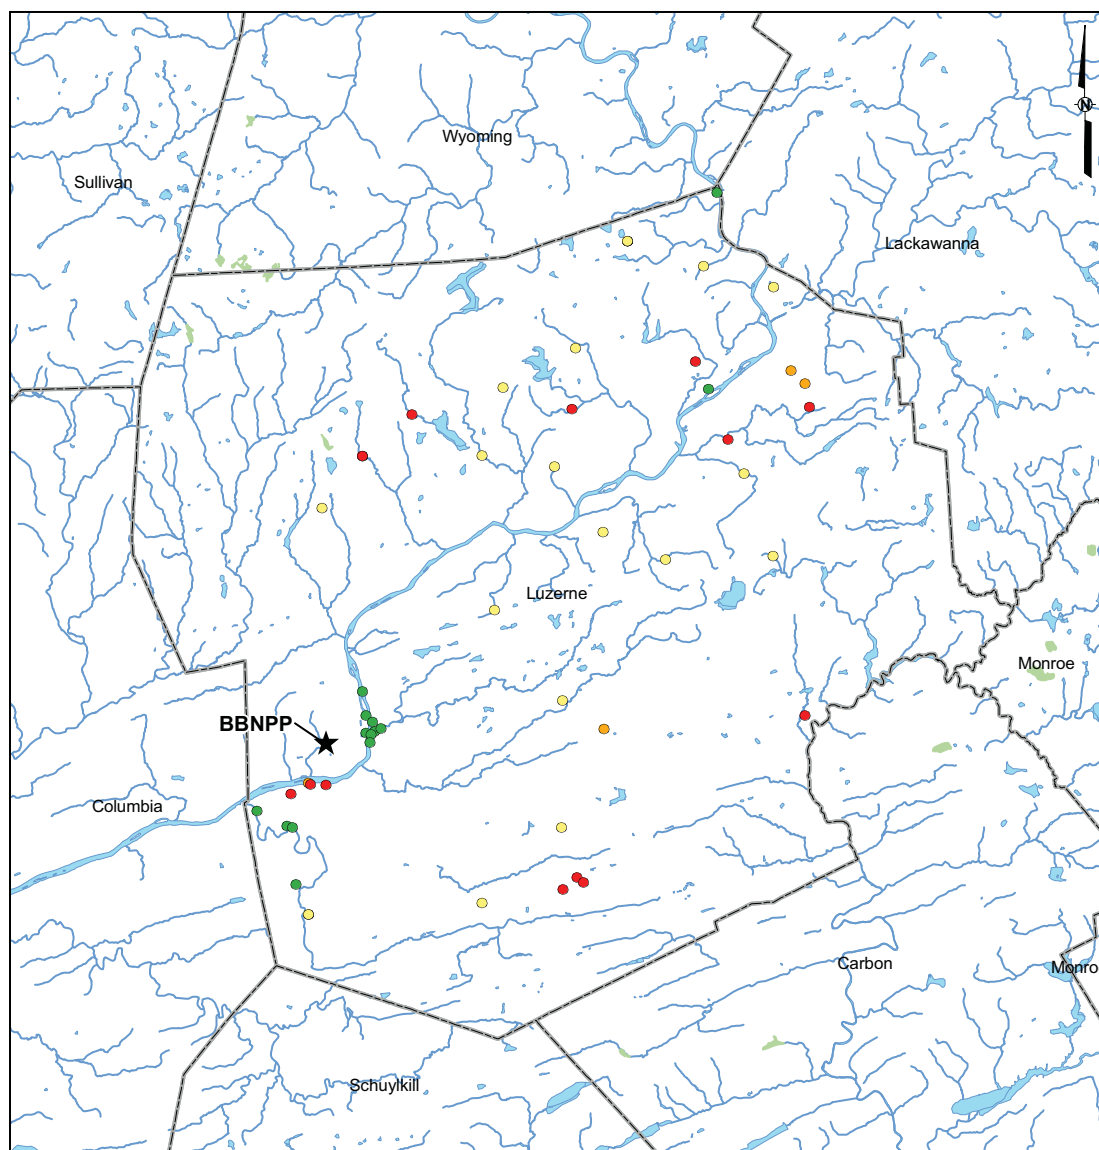 N
Wyoming
Sullivan
Lackawanna
Luzerne
Monroe
BBNPP
Columbia
Carbon
Monro
Schuylkill